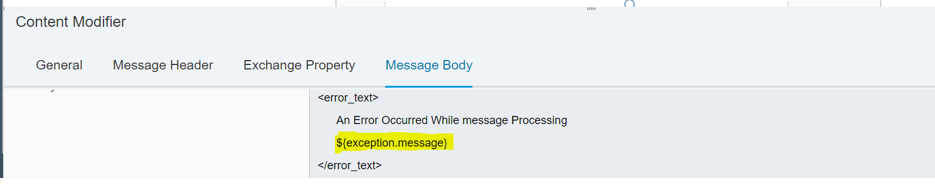 Content Modifier
General Message Header Exchange Property Message Body
<error_text>
An Error Occurred While message Processing
${exception.message}
</error_text>